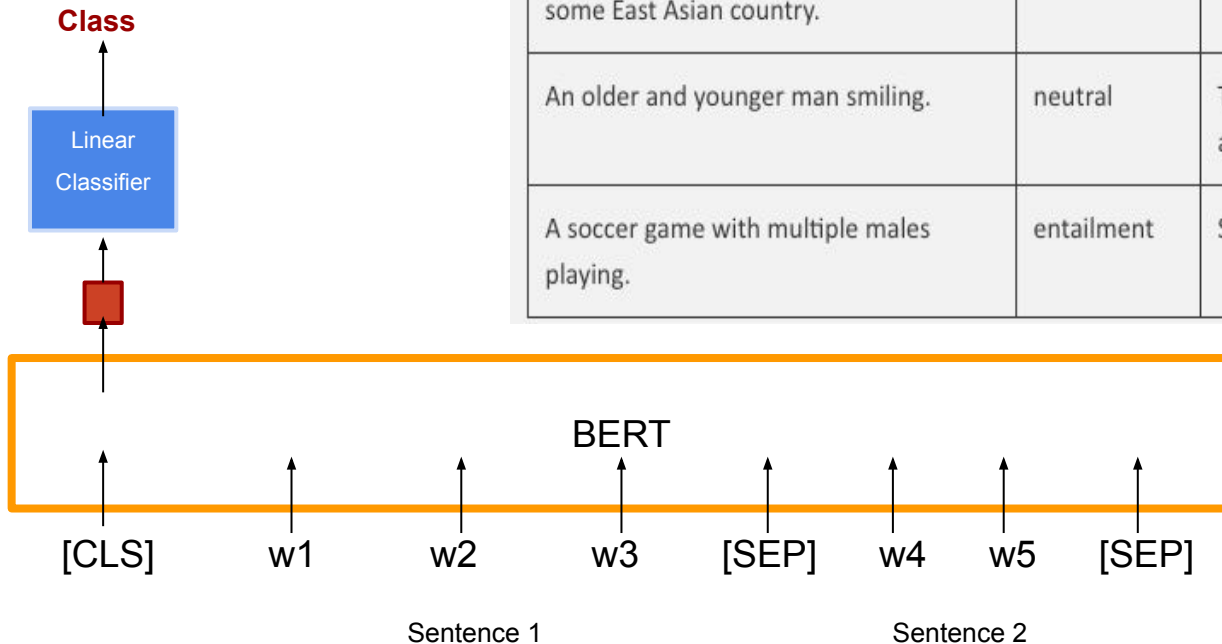 Class
Linear
Classifier
some East Asian country.
An older and younger man smiling.
neutral
T
a
A soccer game with multiple males
playing.
entailment
S
BERT
[CLS] w1 w2 w3 [SEP] w4 w5 [SEP]
Sentence 1 Sentence 2